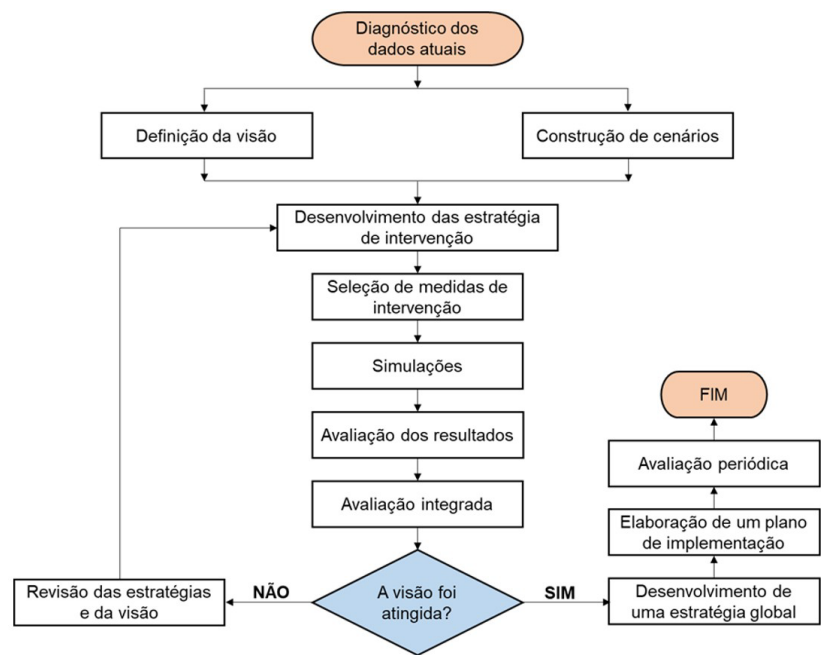 Diagnóstico dos
dados atuais
Definição da visão
Construção de cenários
Desenvolvimento das estratégia
de intervenção
Seleção de medidas de
intervenção
Simulações
Avaliação dos resultados
Avaliação integrada
A visão foi
atingida?
NÃO
Revisão das estratégias
e da visão
SIM
Desenvolvimento de
uma estratégia global
Elaboração de um plano
de implementação
Avaliação periódica
FIM